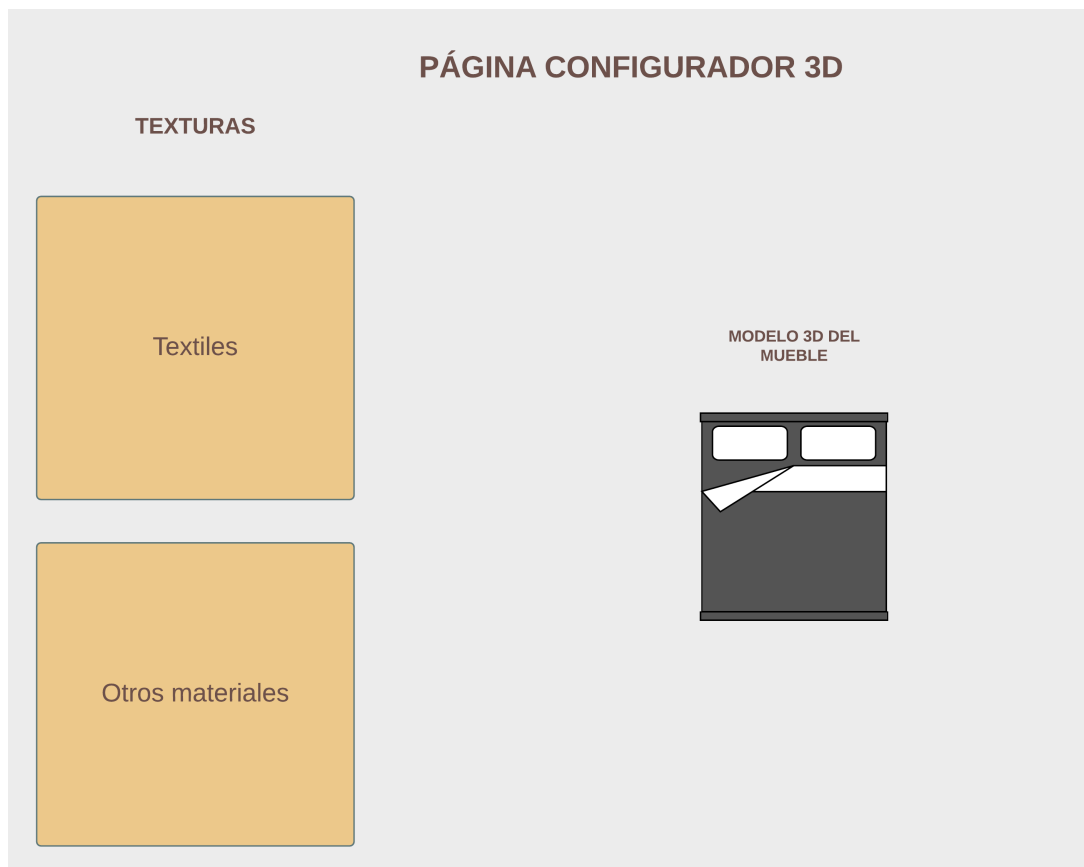 PÁGINA CONFIGURADOR 3D
TEXTURAS
Textiles
MODELO 3D DEL
MUEBLE
Otros materiales